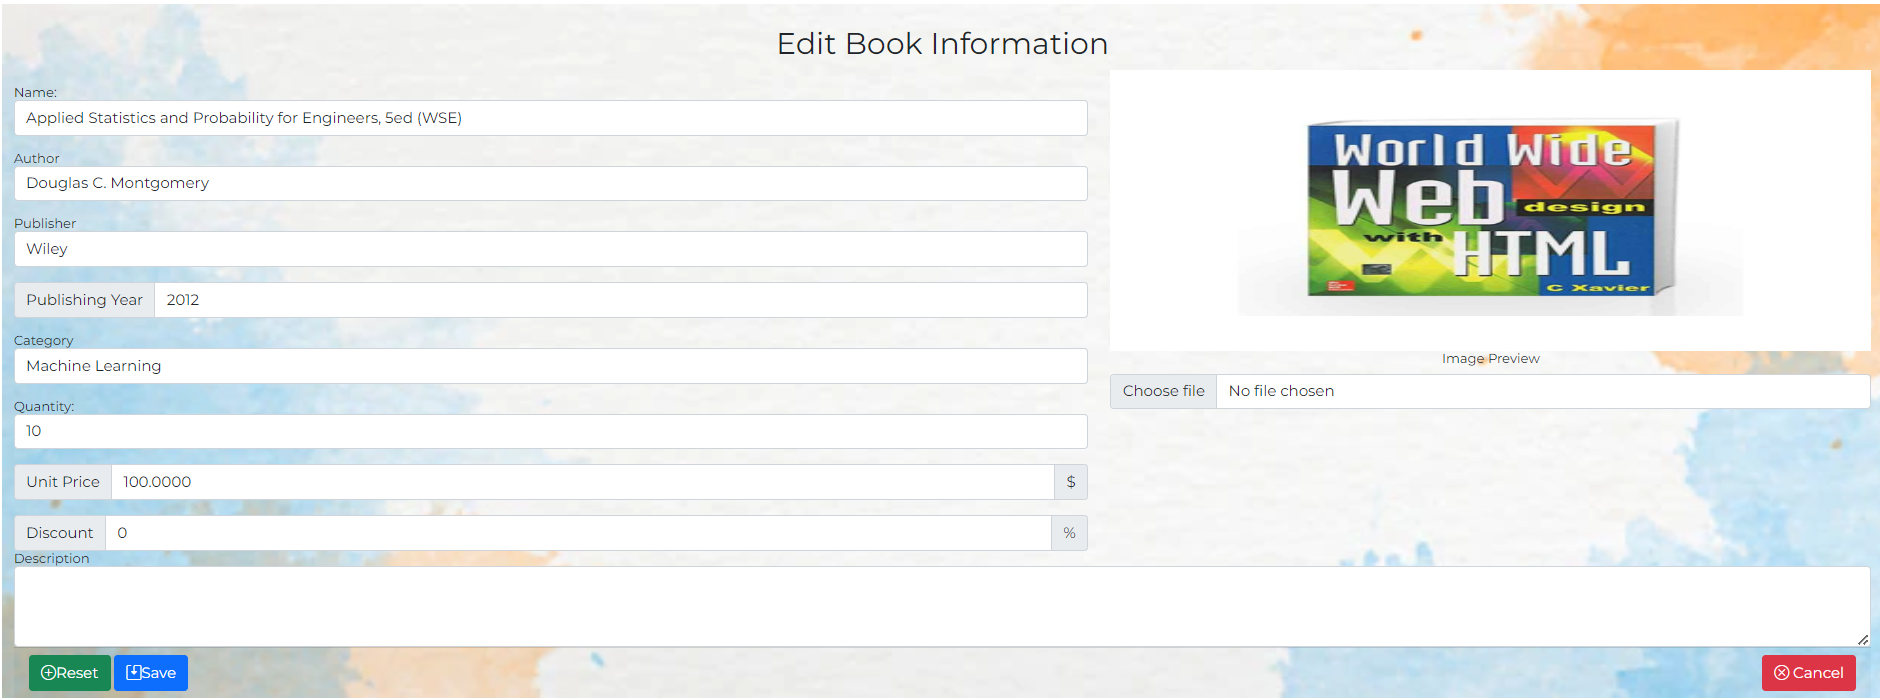 Edit Book Information
Name:
Applied Statistics and Probability for Engineers, 5ed (WSE)
Author
Douglas C. Montgomery
Publisher
Wiley
Publishing Year 2012
Category
Machine Learning
Quantity:
10
Unit Price 100.0000 $
Discount 0 %
World Wide
Web
design
with
HTML
C Xavier
Image Preview
Choose file No file chosen
Description
Reset Save Cancel